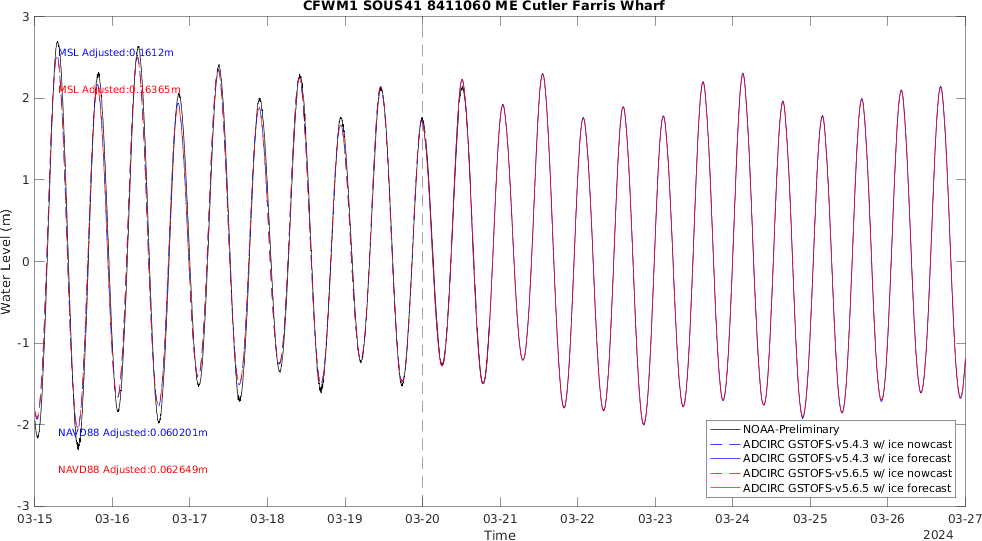 CFWM1 SOUS41 8411060 ME Cutler Farris Wharf
3
2
1
0
-1
-2
-3
Water Level (m)
MSL Adjusted:0.1612m
MSL Adjusted:0.16365m
NAVD88 Adjusted:0.060201m
NAVD88 Adjusted:0.062649m
NOAA-Preliminary
ADCIRC GSTOFS-v5.4.3 w/ ice nowcast
ADCIRC GSTOFS-v5.4.3 w/ ice forecast
ADCIRC GSTOFS-v5.6.5 w/ ice nowcast
ADCIRC GSTOFS-v5.6.5 w/ ice forecast
03-15 03-16 03-17 03-18 03-19 03-20 03-21 03-22 03-23 03-24 03-25 03-26 03-27
Time
2024